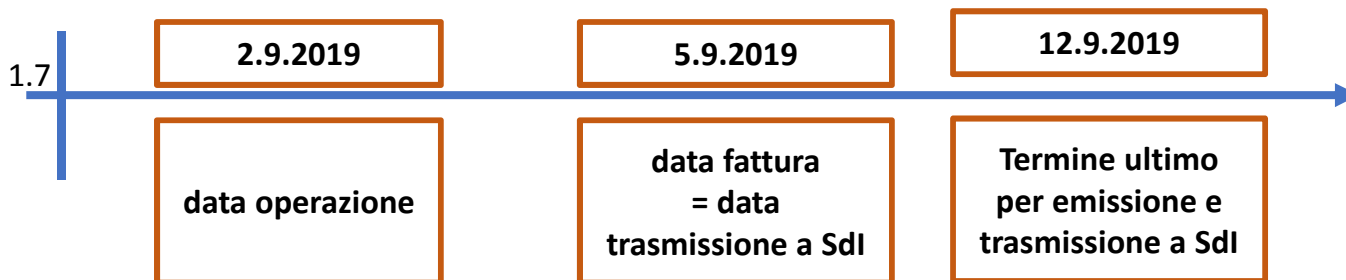 1.7
2.9.2019
5.9.2019
12.9.2019
data operazione
data fattura
= data
trasmissione a SdI
Termine ultimo
per emissione e
trasmissione a SdI